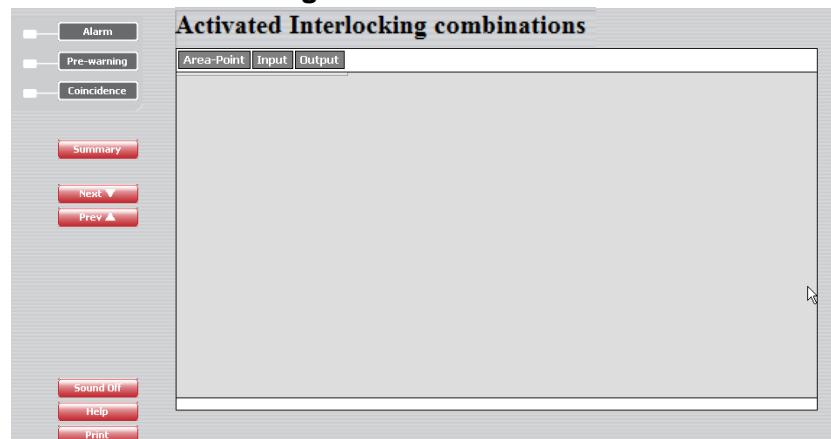 Activated Interlocking combinations
Alarm
Pre-warning
Coincidence
Area-Point Input Output
Summary
Next
Prev
Sound Off
Help
Print